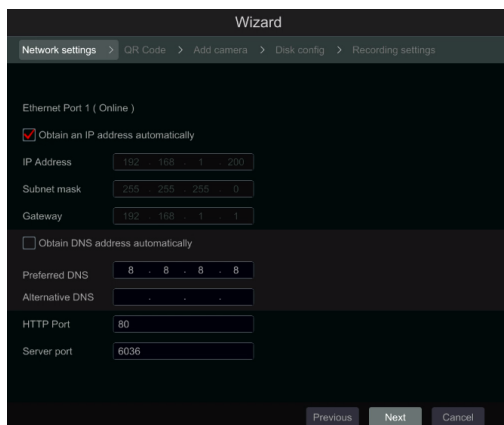 Wizard
Network settings > QR Code > Add camera > Disk config > Recording settings
Ethernet Port 1 ( Online )
Obtain an IP address automatically
IP Address 192 . 168 . 1 . 200
Subnet mask 255 . 255 . 255 . 0
Gateway 192 . 168 . 1 . 1
Obtain DNS address automatically
Preferred DNS 8 . 8 . 8 . 8
Alternative DNS . . .
HTTP Port 80
Server port 6036
Previous Next Cancel